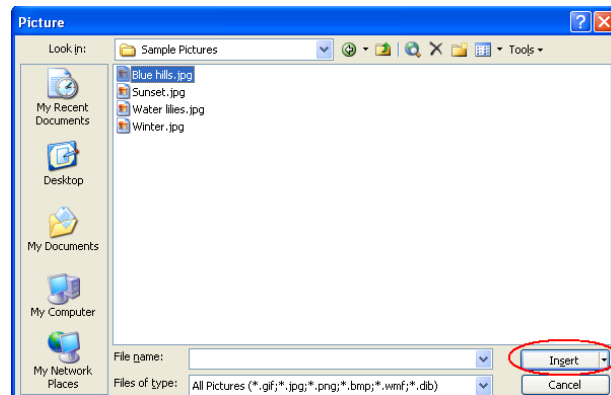 Picture
Look in: Sample Pictures Tools
Blue hills.jpg
Sunset.jpg
Water lilies.jpg
Winter.jpg
My Recent
Documents
Desktop
My Documents
My Computer
My Network
Places
File name: Insert
Files of type: All Pictures (*.gif;*.jpg;*.png;*.bmp;*.wmf;*.dib) Cancel